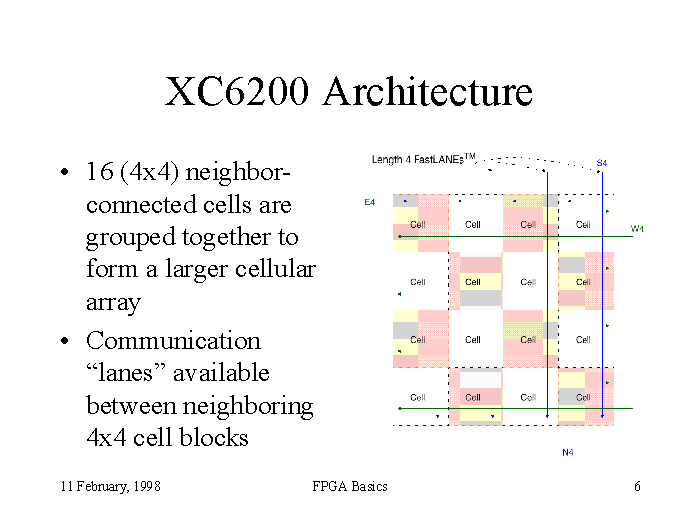 XC6200 Architecture
• 16 (4x4) neighbor-
connected cells are
grouped together to
form a larger cellular
array
• Communication
“lanes” available
between neighboring
4x4 cell blocks
Length 4 FastLANEs™
S4
E4
Cell Cell Cell Cell
W4
Cell Cell Cell Cell
Cell Cell Cell Cell
Cell Cell Cell Cell
N4
11 February, 1998 FPGA Basics 6